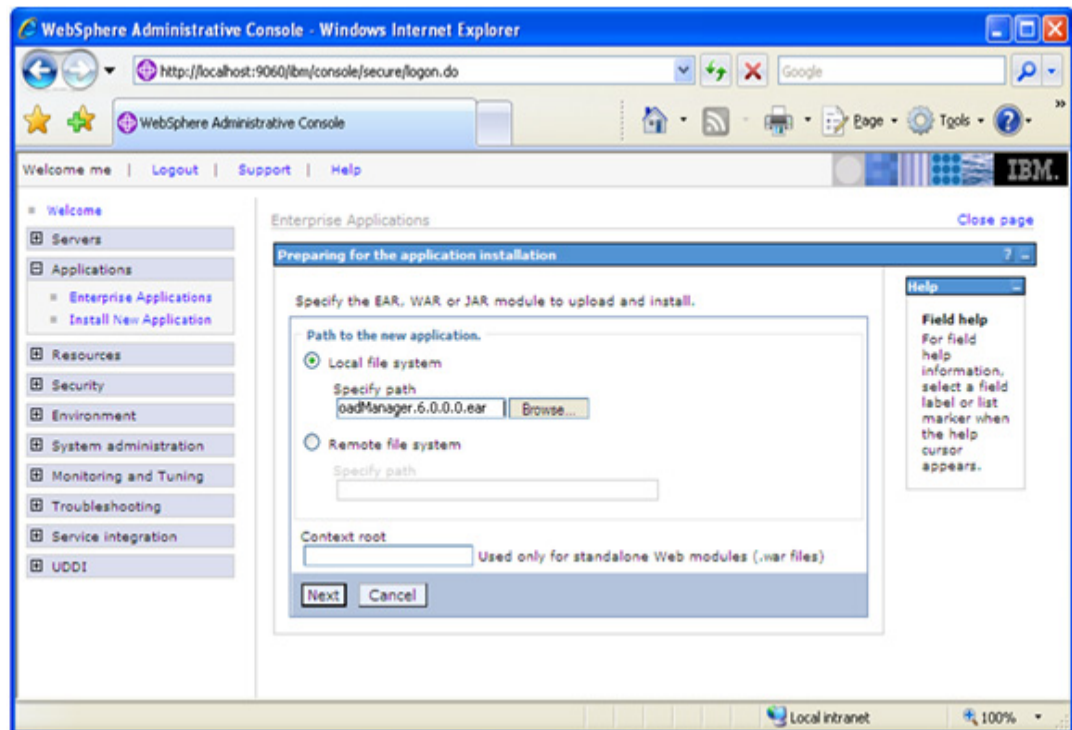 WebSphere Administrative Console - Windows Internet Explorer
http://localhost:9060/ibm/console/secure/logon.do
Google
WebSphere Administrative Console
Page
Tools
Welcome me | Logout | Support | Help
IBM.
Welcome
Servers
Applications
Enterprise Applications
Install New Application
Resources
Security
Environment
System administration
Monitoring and Tuning
Troubleshooting
Service integration
UDDI
Enterprise Applications
Close page
Preparing for the application installation
Specify the EAR, WAR or JAR module to upload and install.
Path to the new application.
Local file system
Specify path
oadManager.6.0.0.0.ear
Browse...
Remote file system
Specify path
Context root
Used only for standalone Web modules (.war files)
Next
Cancel
Help
Field help
For field
help
information,
select a field
label or list
marker when
the help
cursor
appears.
Local intranet
100%